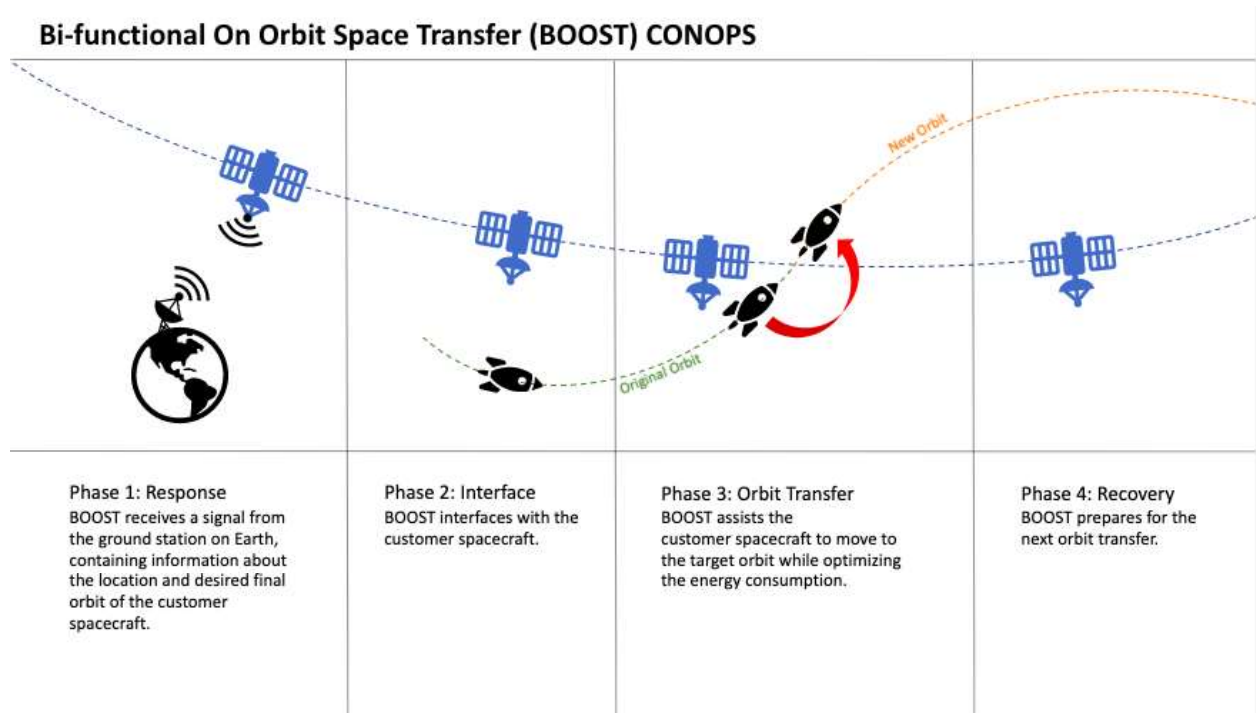 Bi-functional On Orbit Space Transfer (BOOST) CONOPS
New Orbit
Original Orbit
Phase 1: Response
BOOST receives a signal from
the ground station on Earth,
containing information about
the location and desired final
orbit of the customer
spacecraft.
Phase 2: Interface
BOOST interfaces with the
customer spacecraft.
Phase 3: Orbit Transfer
BOOST assists the
customer spacecraft to move to
the target orbit while optimizing
the energy consumption.
Phase 4: Recovery
BOOST prepares for the
next orbit transfer.